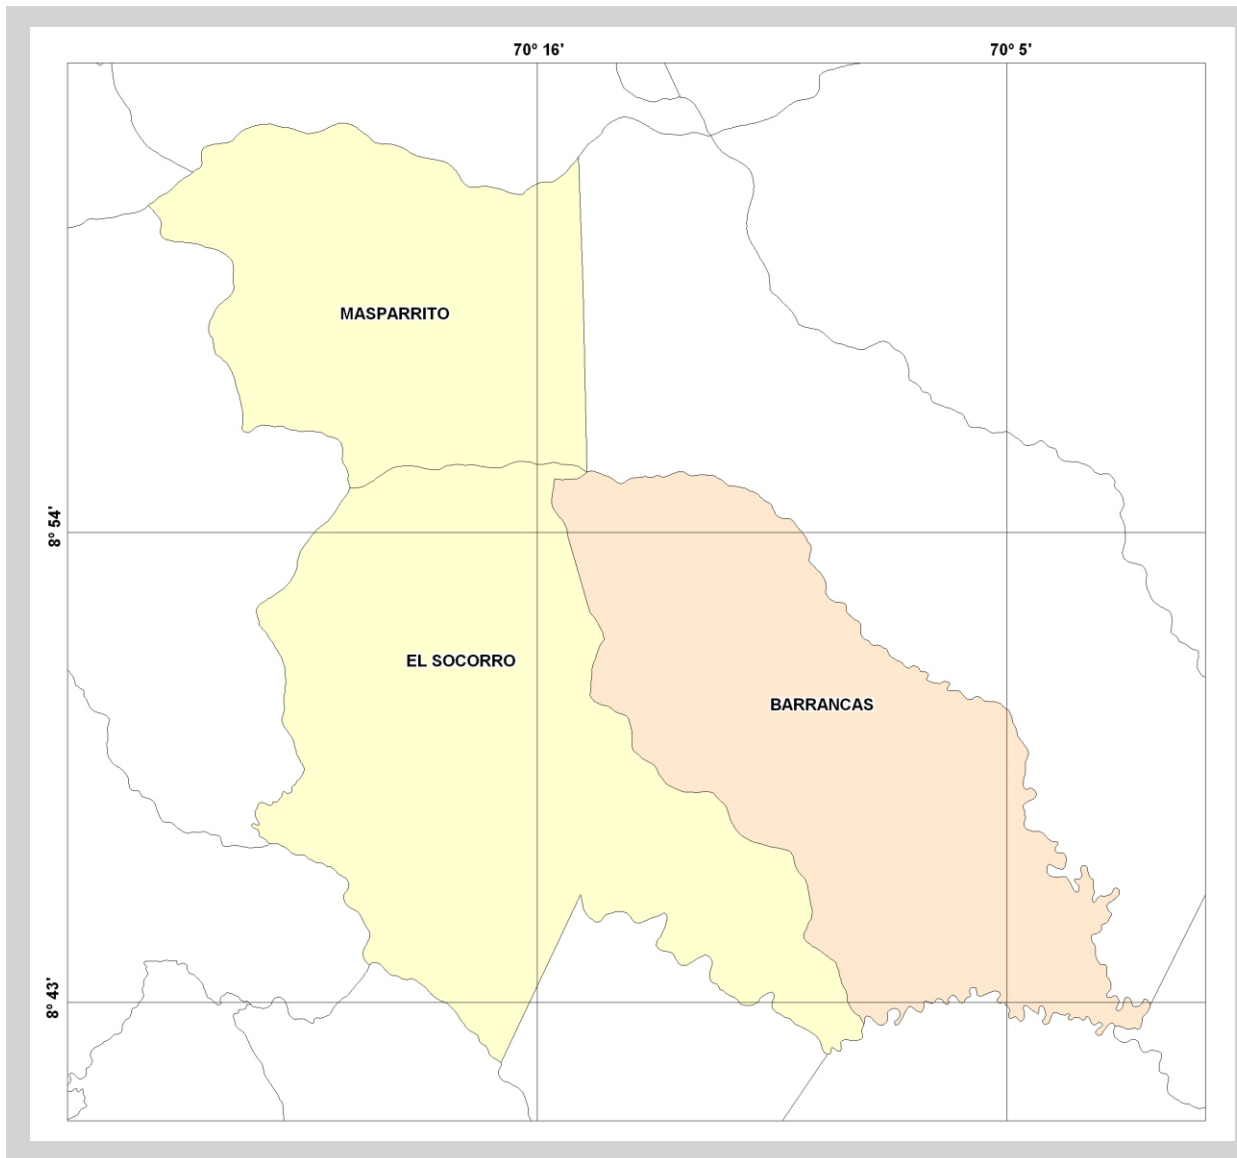 70° 16' 70° 5'
MASPARRITO
8° 54'
EL SOCORRO
BARRANCAS
8° 43'